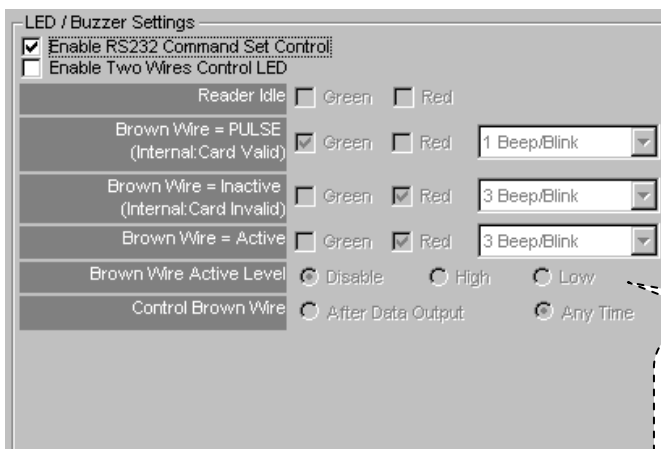 LED / Buzzer Settings
Enable RS232 Command Set Control
Enable Two Wires Control LED
Reader Idle Green Red
Brown Wire = PULSE
(Internal:Card Valid) Green Red 1 Beep/Blink
Brown Wire = Inactive
(Internal:Card Invalid) Green Red 3 Beep/Blink
Brown Wire = Active Green Red 3 Beep/Blink
Brown Wire Active Level Disable High Low
Control Brown Wire After Data Output Any Time